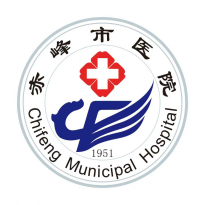 赤峰市医院
1951
Chifeng Municipal Hospital